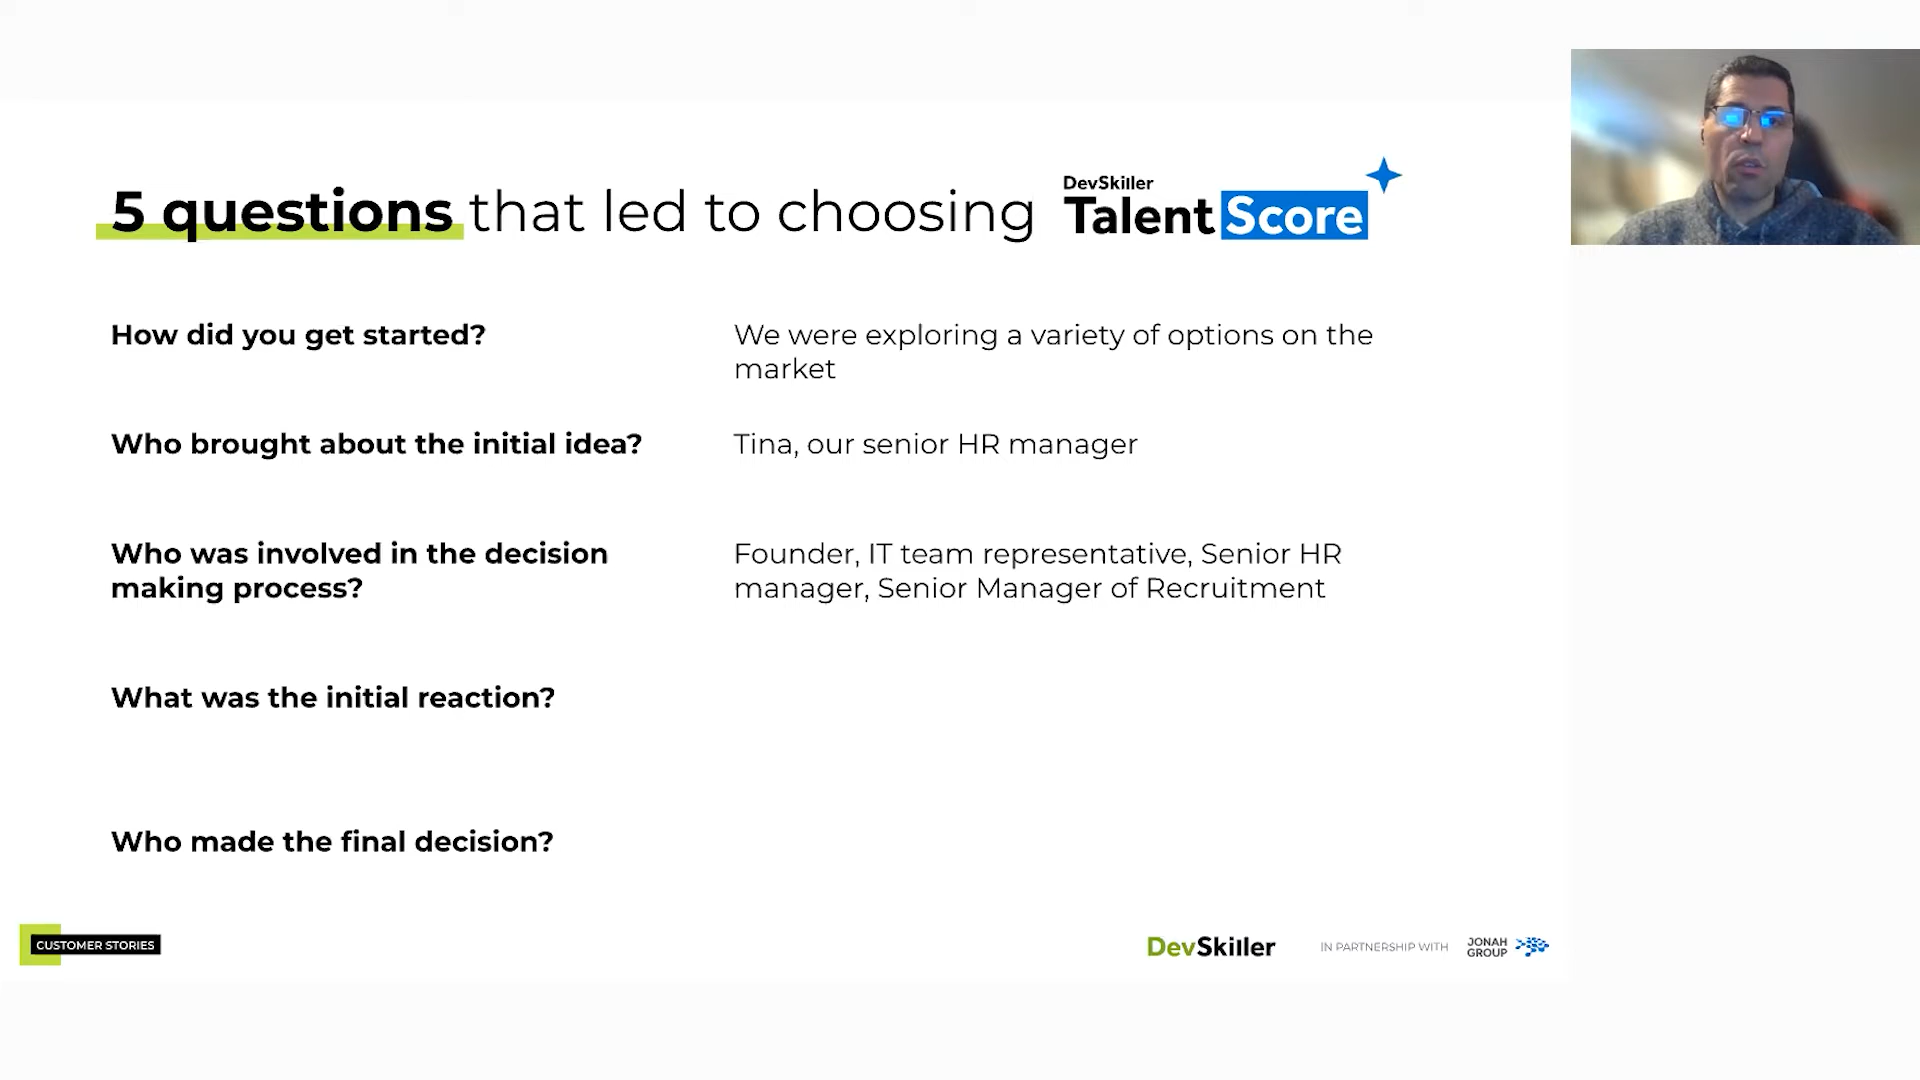 5 questions that led to choosing
DevSkiller
TalentScore
How did you get started?
We were exploring a variety of options on the
market
Who brought about the initial idea?
Tina, our senior HR manager
Who was involved in the decision
making process?
Founder, IT team representative, Senior HR
manager, Senior Manager of Recruitment
What was the initial reaction?
Who made the final decision?
CUSTOMER STORIES
DevSkiller
IN PARTNERSHIP WITH
JONAH
GROUP